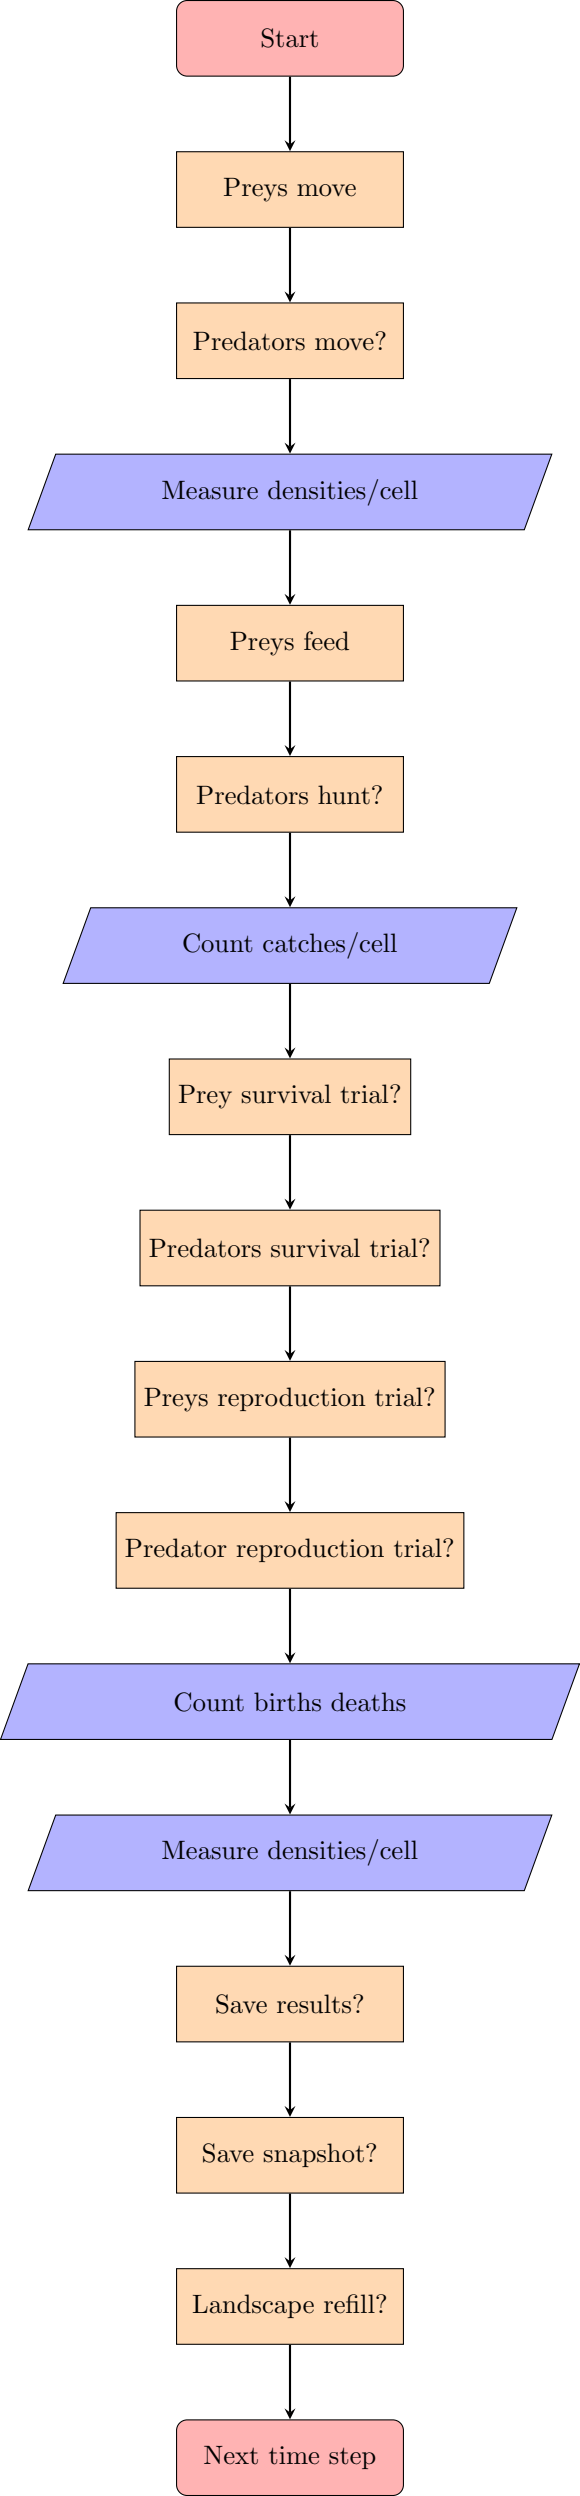 Start
Preys move
Predators move?
Measure densities/cell
Preys feed
Predators hunt?
Count catches/cell
Prey survival trial?
Predators survival trial?
Preys reproduction trial?
Predator reproduction trial?
Count births deaths
Measure densities/cell
Save results?
Save snapshot?
Landscape refill?
Next time step